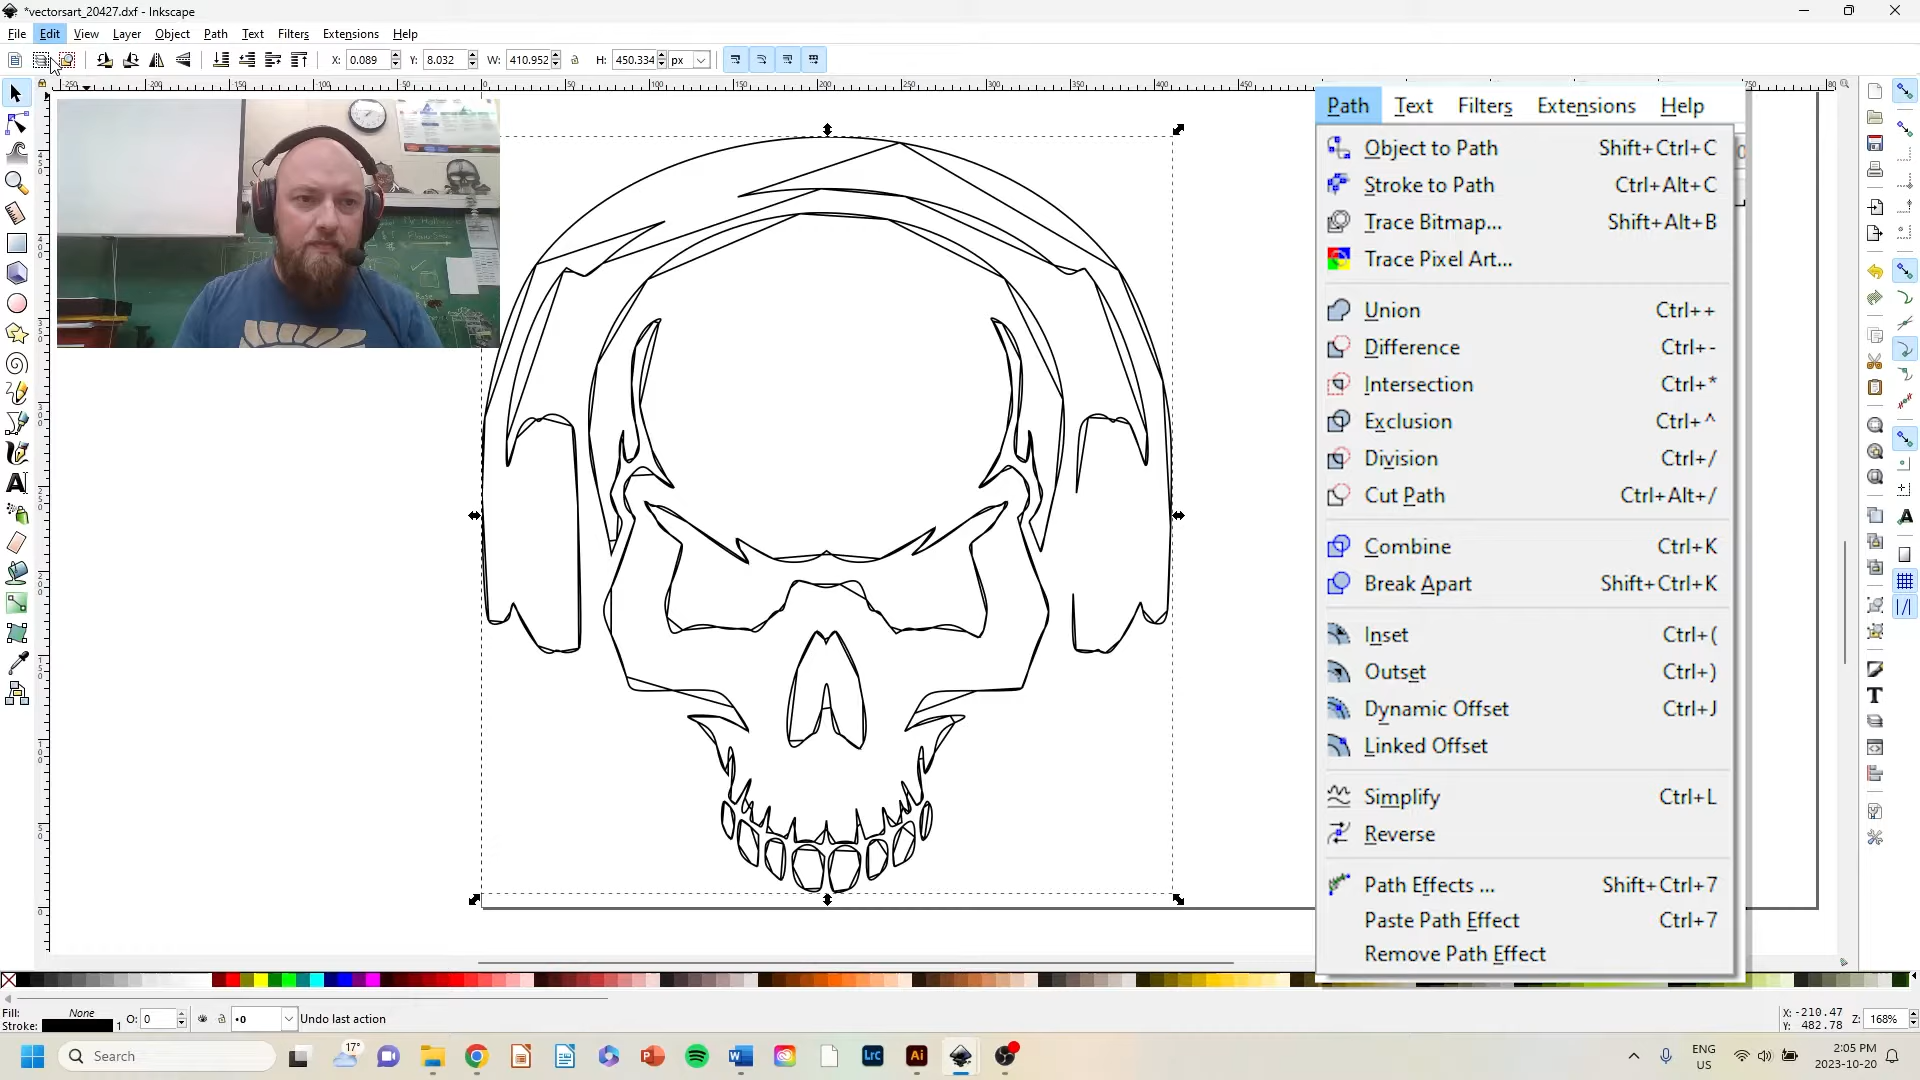 *vectorsart_20427.dxf - Inkscape
File Edit View Layer Object Path Text Filters Extensions Help
X: 0.089 Y: 8.032 W: 410.952 H: 450.334 px
Path Text Filters Extensions Help
Object to Path Shift+Ctrl+C
Stroke to Path Ctrl+Alt+C
Trace Bitmap... Shift+Alt+B
Trace Pixel Art...
Union Ctrl++
Difference Ctrl+-
Intersection Ctrl+*
Exclusion Ctrl+^
Division Ctrl+/
Cut Path Ctrl+Alt+/
Combine Ctrl+K
Break Apart Shift+Ctrl+K
Inset Ctrl+(
Outset Ctrl+)
Dynamic Offset Ctrl+J
Linked Offset
Simplify Ctrl+L
Reverse
Path Effects ... Shift+Ctrl+7
Paste Path Effect Ctrl+7
Remove Path Effect
Fill: None
Stroke: 1 O: 0 •0 Undo last action
X: -210.47
Y: 482.78 Z: 168%
Search 17° Lrc Ai
ENG
US
2:05 PM
2023-10-20